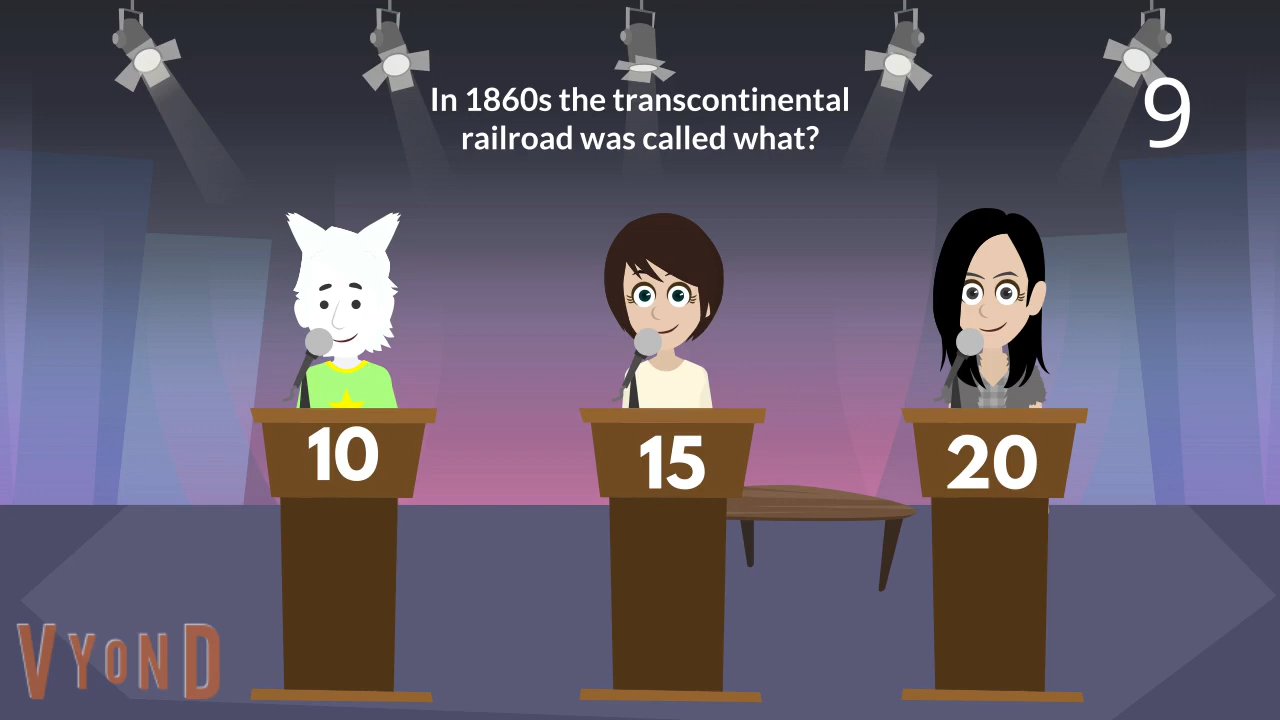 In 1860s the transcontinental
railroad was called what?
9
10
15
20
VYOND